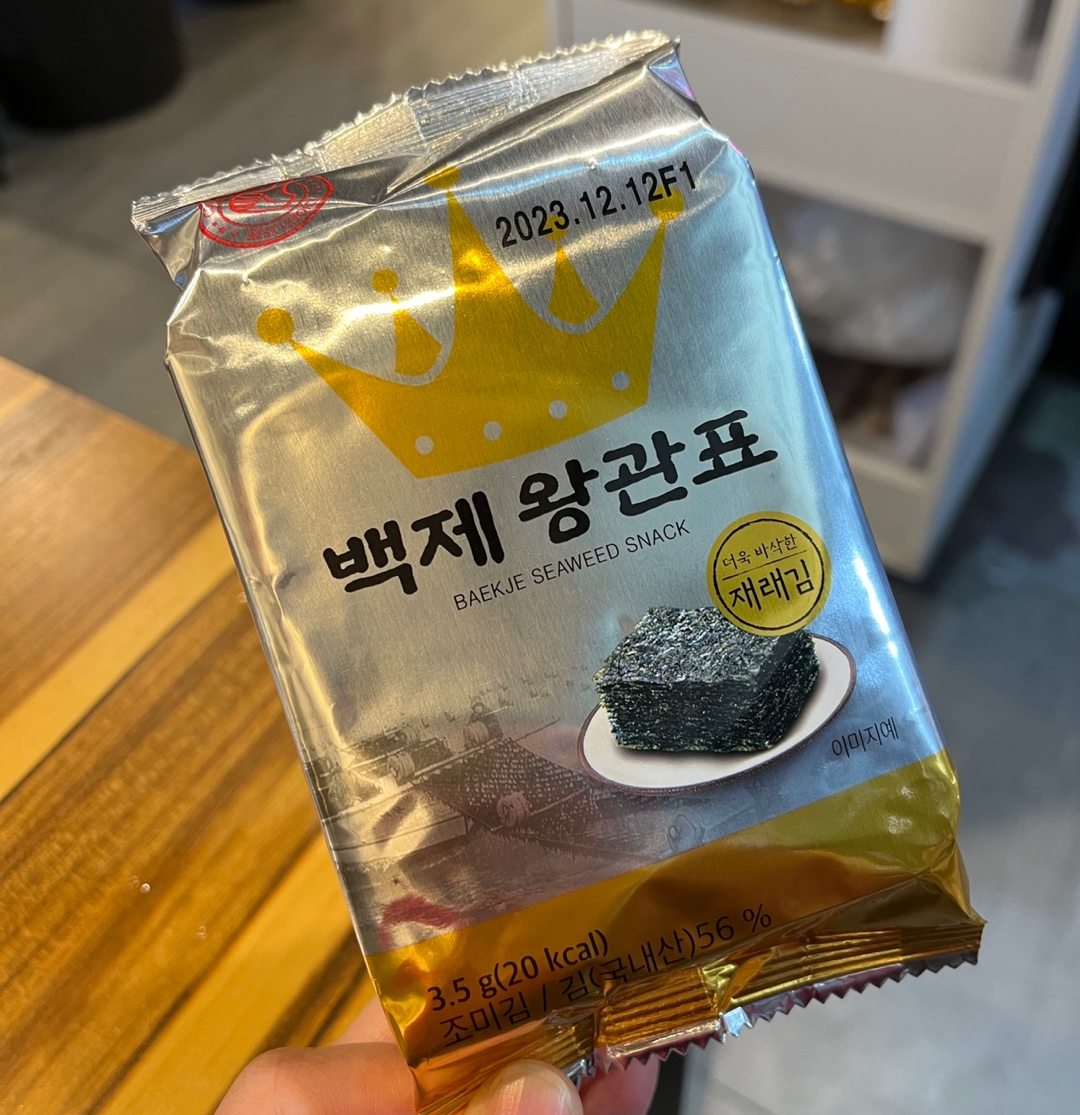 2023.12.12F1
백제 왕관표
BAEKJE SEAWEED SNACK
더욱 바삭한
재래김
이미지예
3.5 g(20 kcal)
조미김 / 김(국내산)56 %